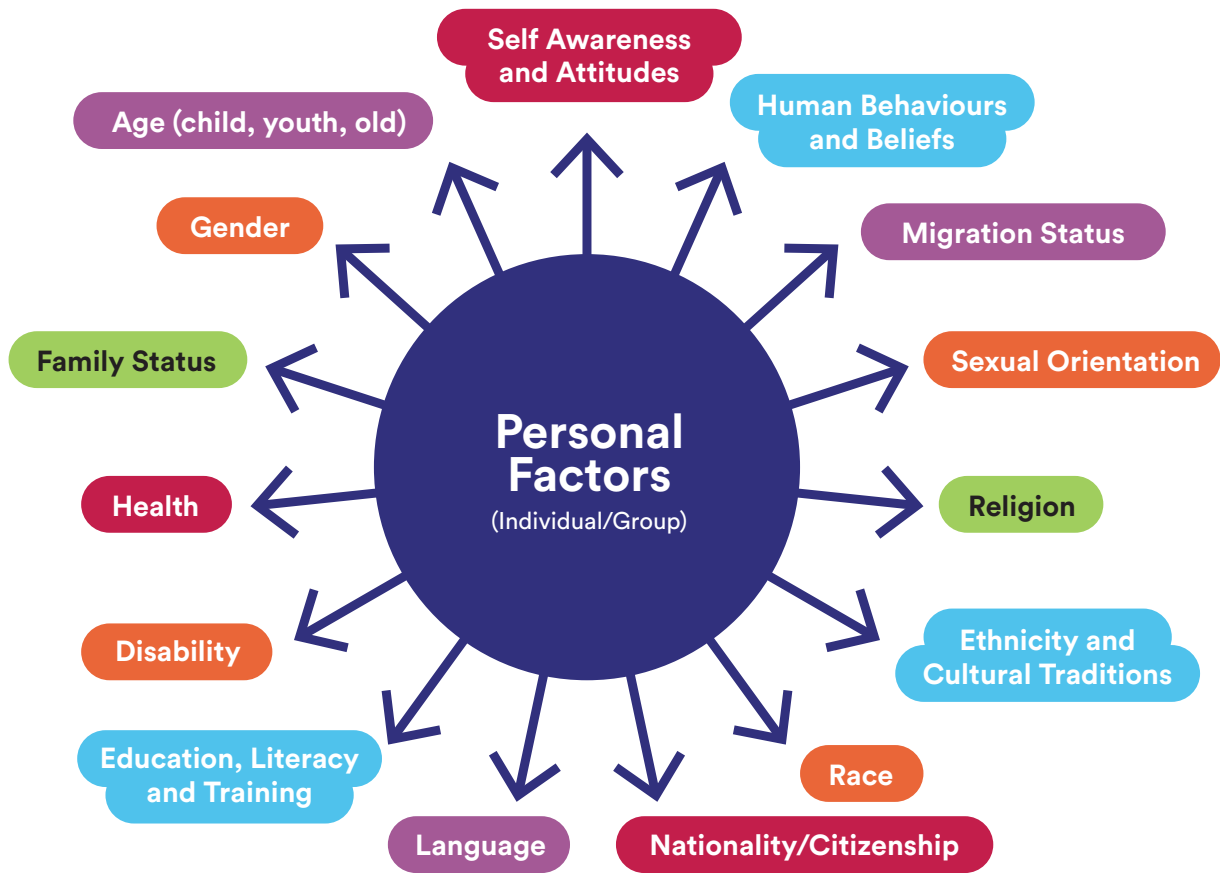 Self Awareness
and Attitudes
Human Behaviours
and Beliefs
Age (child, youth, old)
Migration Status
Gender
Family Status
Sexual Orientation
Personal
Factors
(Individual/Group)
Health
Religion
Disability
Ethnicity and
Cultural Traditions
Education, Literacy
and Training
Race
Language
Nationality/Citizenship